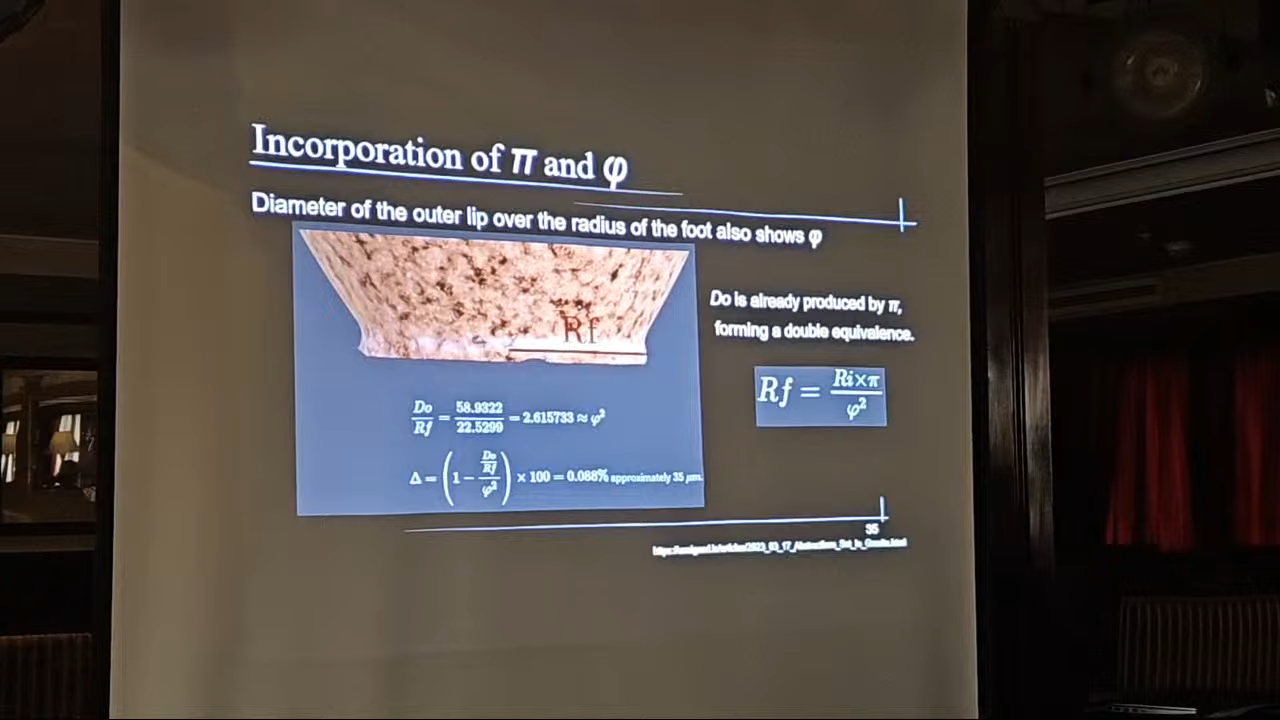 Incorporation of π and φ
Diameter of the outer lip over the radius of the foot also shows φ
Rf
Do is already produced by π,
forming a double equivalence.
Rf = Ri×π / φ²
Do/Rf = 58.9322/22.5299 = 2.615733 ≈ φ²
Δ = (1 − (Do/Rf)/φ²) × 100 = 0.088% approximately 35 μm.
35